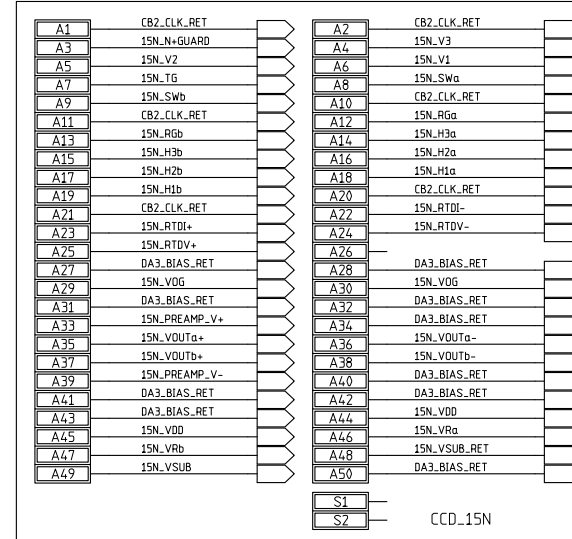 A1 CB2_CLK_RET A2 CB2_CLK_RET
A3 15N_N+GUARD A4 15N_V3
A5 15N_V2 A6 15N_V1
A7 15N_TG A8 15N_SWa
A9 15N_SWb A10 CB2_CLK_RET
A11 CB2_CLK_RET A12 15N_RGa
A13 15N_RGb A14 15N_H3a
A15 15N_H3b A16 15N_H2a
A17 15N_H2b A18 15N_H1a
A19 15N_H1b A20 CB2_CLK_RET
A21 CB2_CLK_RET A22 15N_RTDI-
A23 15N_RTDI+ A24 15N_RTDV-
A25 15N_RTDV+ A26
A27 DA3_BIAS_RET A28 DA3_BIAS_RET
A29 15N_VOG A30 15N_VOG
A31 DA3_BIAS_RET A32 DA3_BIAS_RET
A33 15N_PREAMP_V+ A34 DA3_BIAS_RET
A35 15N_VOUTa+ A36 15N_VOUTa-
A37 15N_VOUTb+ A38 15N_VOUTb-
A39 15N_PREAMP_V- A40 DA3_BIAS_RET
A41 DA3_BIAS_RET A42 DA3_BIAS_RET
A43 DA3_BIAS_RET A44 15N_VDD
A45 15N_VDD A46 15N_VRa
A47 15N_VRb A48 15N_VSUB_RET
A49 15N_VSUB A50 DA3_BIAS_RET
S1
S2 CCD_15N